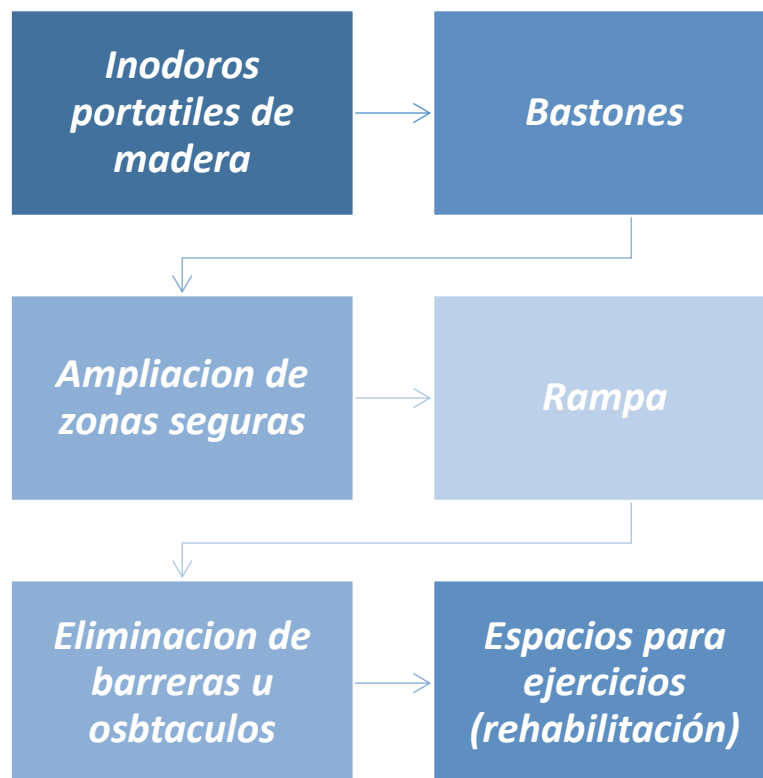 Inodoros
portatiles de
madera
Bastones
Ampliacion de
zonas seguras
Rampa
Eliminacion de
barreras u
osbtaculos
Espacios para
ejercicios
(rehabilitación)